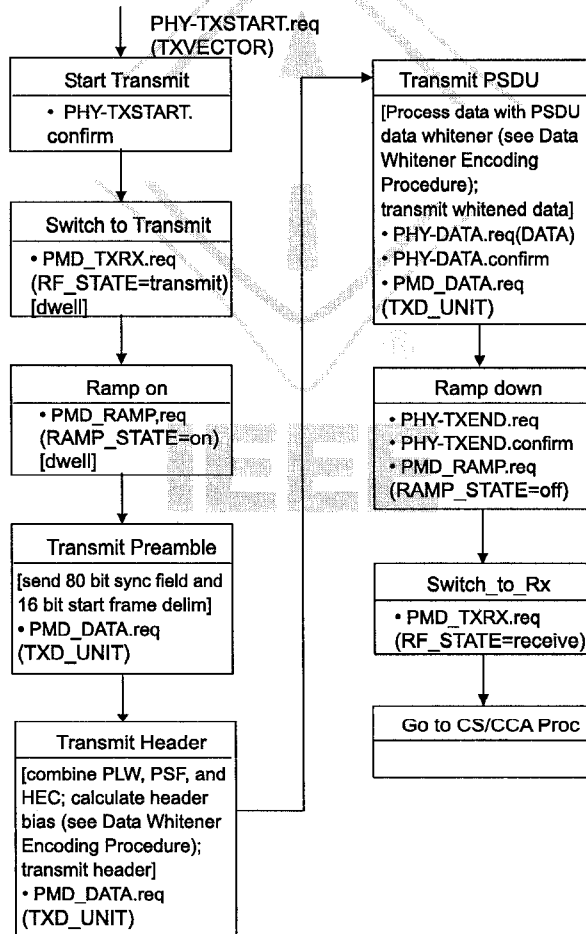 PHY-TXSTART.req
(TXVECTOR)
Start Transmit
• PHY-TXSTART.
confirm
Switch to Transmit
• PMD_TXRX.req
(RF_STATE=transmit)
[dwell]
Ramp on
• PMD_RAMP,req
(RAMP_STATE=on)
[dwell]
Transmit Preamble
[send 80 bit sync field and
16 bit start frame delim]
• PMD_DATA.req
(TXD_UNIT)
Transmit Header
[combine PLW, PSF, and
HEC; calculate header
bias (see Data Whitener
Encoding Procedure);
transmit header]
• PMD_DATA.req
(TXD_UNIT)
Transmit PSDU
[Process data with PSDU
data whitener (see Data
Whitener Encoding
Procedure);
transmit whitened data]
• PHY-DATA.req(DATA)
• PHY-DATA.confirm
• PMD_DATA.req
(TXD_UNIT)
Ramp down
• PHY-TXEND.req
• PHY-TXEND.confirm
• PMD_RAMP.req
(RAMP_STATE=off)
Switch_to_Rx
• PMD_TXRX.req
(RF_STATE=receive)
Go to CS/CCA Proc
IEEE
®